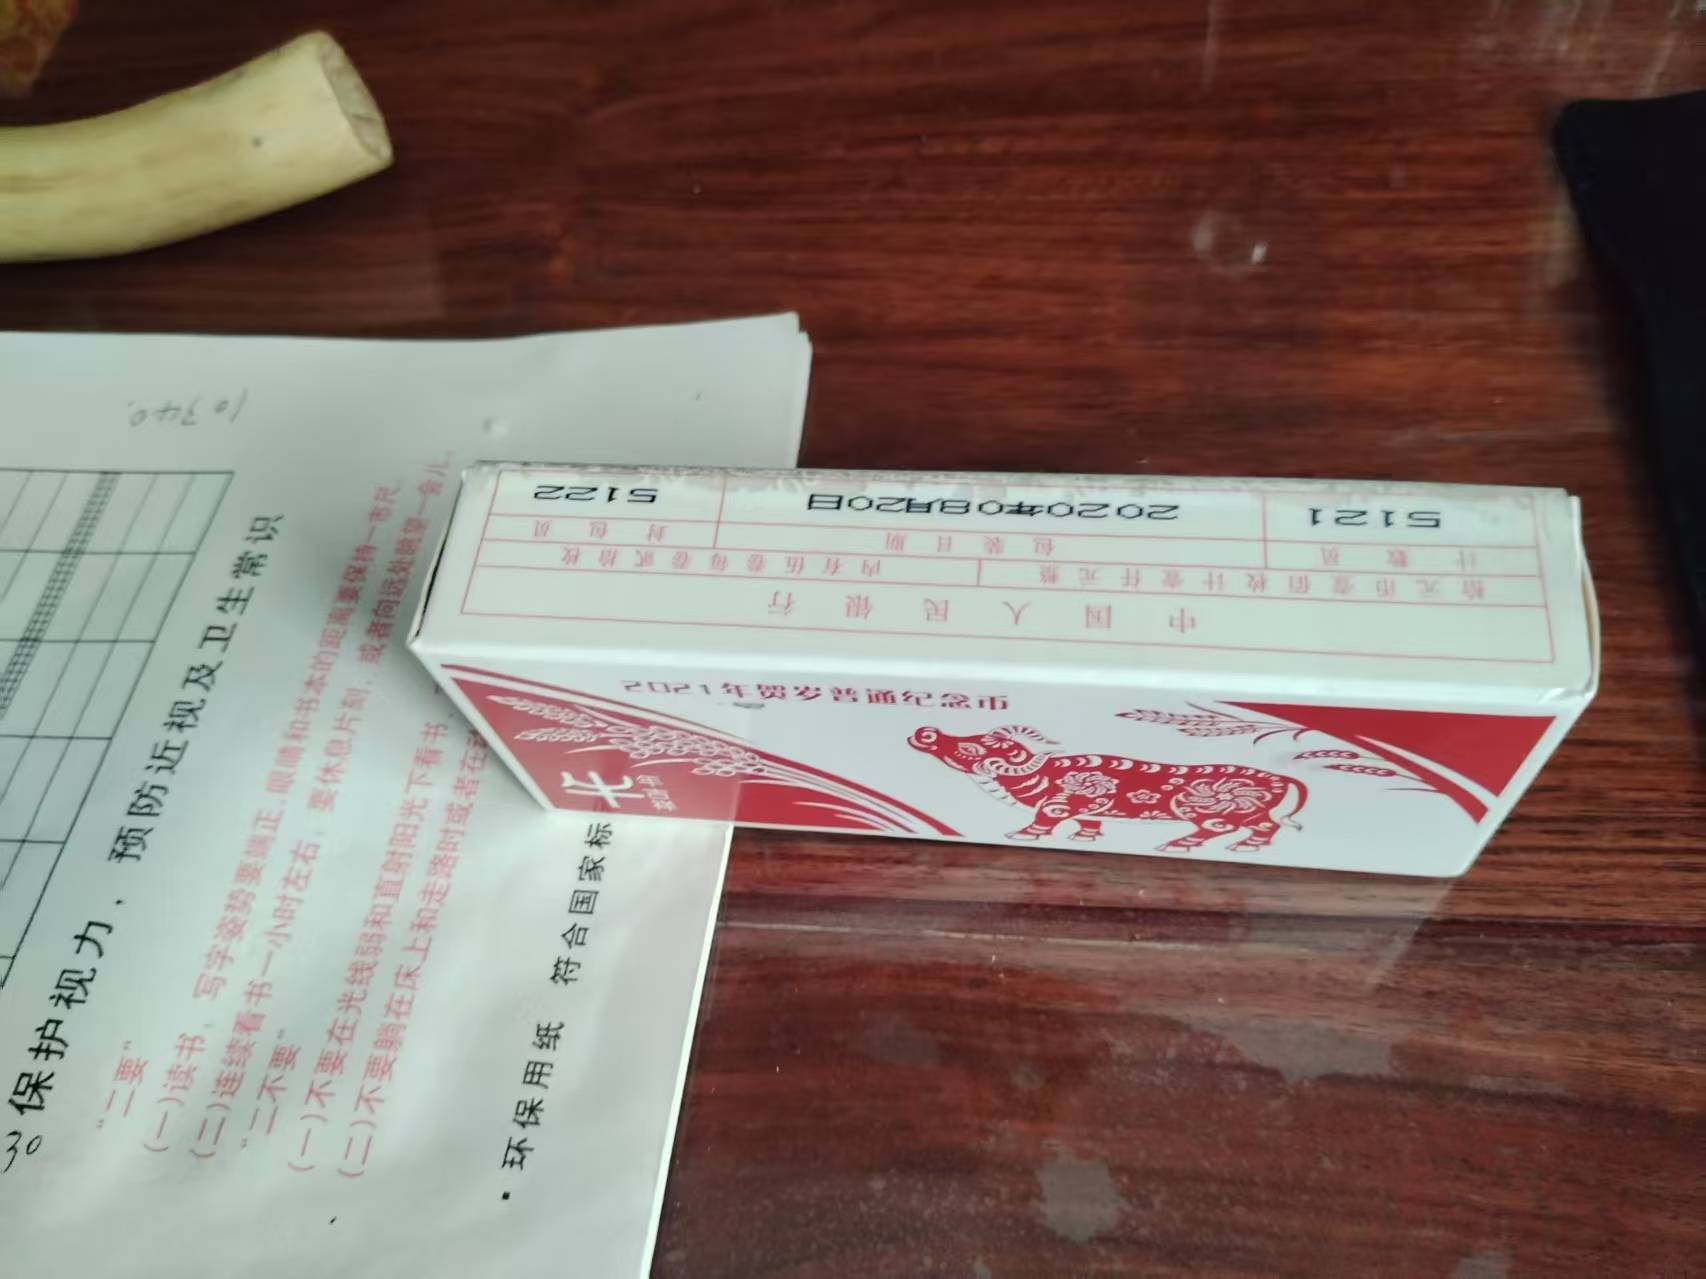 中国人民银行
拾元币壹佰枚计壹仟元整 内有伍卷每卷贰拾枚
计数员 包装日期 封包员
5121 2020年08月20日 5122
2021年贺岁普通纪念币
保护视力，预防近视及卫生常识
“二要”
(一)读书，写字姿势要端正,眼睛和书本的距离要保持一市尺。
(二)连续看书一小时左右，要休息片刻，或者向远处眺望一会儿。
“二不要”
(一)不要在光线弱和直射阳光下看书、
(二)不要躺在床上和走路时或者在
·环保用纸 符合国家标
30
10340.